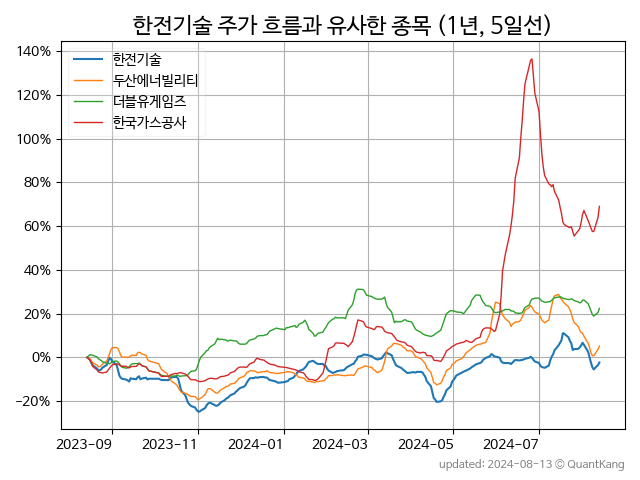 한전기술 주가 흐름과 유사한 종목 (1년, 5일선)
140%
120%
100%
80%
60%
40%
20%
0%
−20%
한전기술
두산에너빌리티
더블유게임즈
한국가스공사
2023-09 2023-11 2024-01 2024-03 2024-05 2024-07
updated: 2024-08-13 © QuantKang